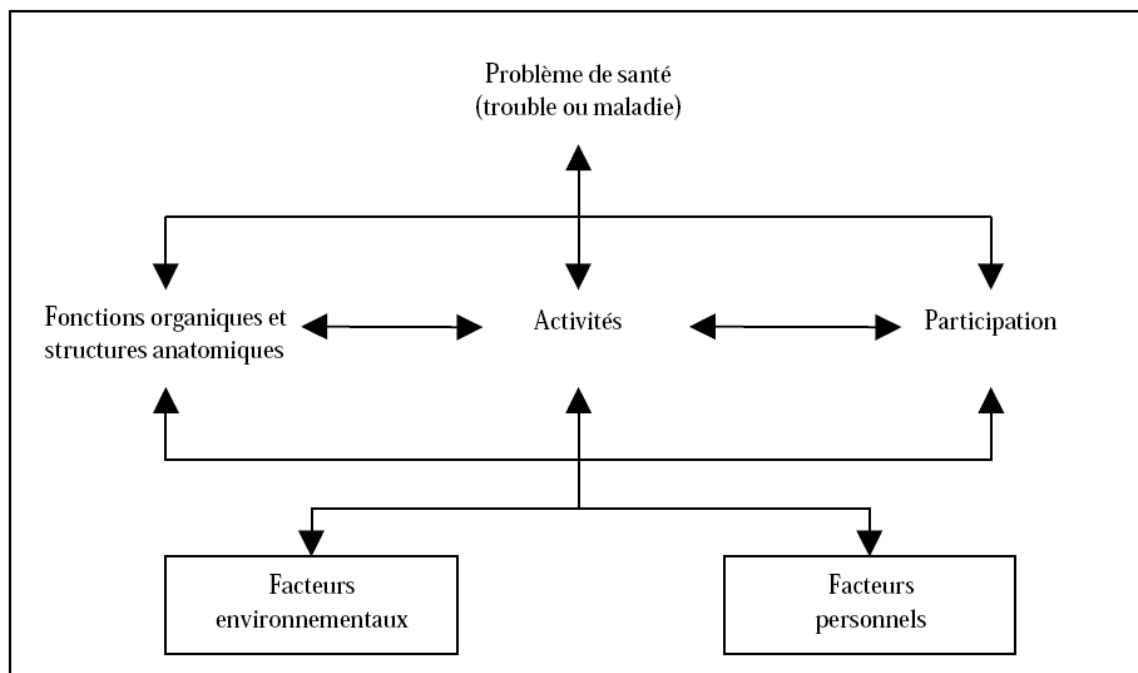 Problème de santé
(trouble ou maladie)
Fonctions organiques et
structures anatomiques
Activités
Participation
Facteurs
environnementaux
Facteurs
personnels